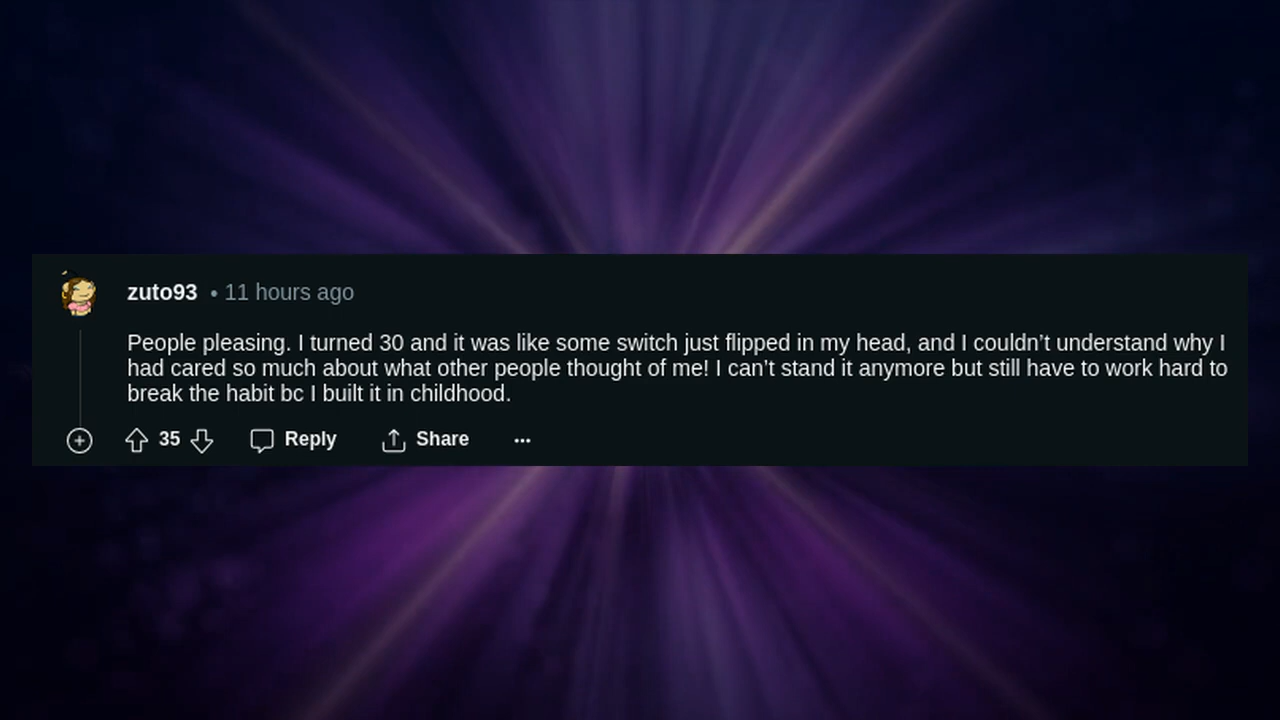 zuto93 • 11 hours ago
People pleasing. I turned 30 and it was like some switch just flipped in my head, and I couldn’t understand why I
had cared so much about what other people thought of me! I can’t stand it anymore but still have to work hard to
break the habit bc I built it in childhood.
35 Reply Share ...